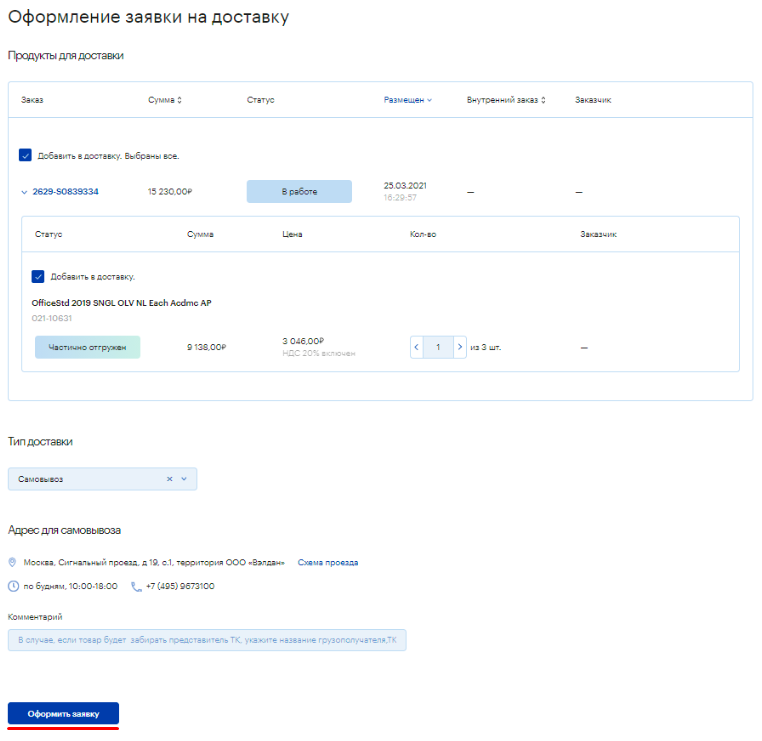 Оформление заявки на доставку
Продукты для доставки
Заказ Сумма Статус Размещен Внутренний заказ Заказчик
Добавить в доставку. Выбраны все.
2629-S0839334 15 230,00₽ В работе 25.03.2021 — —
16:29:57
Статус Сумма Цена Кол-во Заказчик
Добавить в доставку.
OfficeStd 2019 SNGL OLV NL Each Acdmc AP
021-10631
Частично отгружен 9 138,00₽ 3 046,00₽ 1 из 3 шт. —
НДС 20% включен
Тип доставки
Самовывоз
Адрес для самовывоза
Москва, Сигнальный проезд, д 19, с.1, территория ООО «Вэлдан» Схема проезда
по будням, 10:00-18:00 +7 (495) 9673100
Комментарий
В случае, если товар будет забирать представитель ТК, укажите название грузополучателя,ТК
Оформить заявку